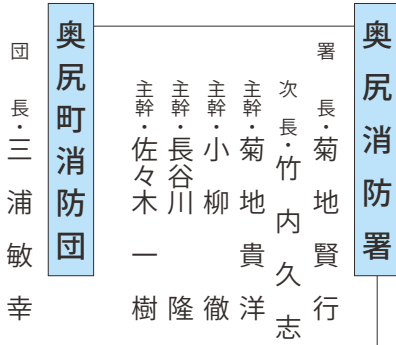 奥尻消防署
署長・菊地賢行
次長・竹内久志
主幹・菊地貴洋
主幹・小柳徹
主幹・長谷川隆
主幹・佐々木一樹
奥尻町消防団
団長・三浦敏幸